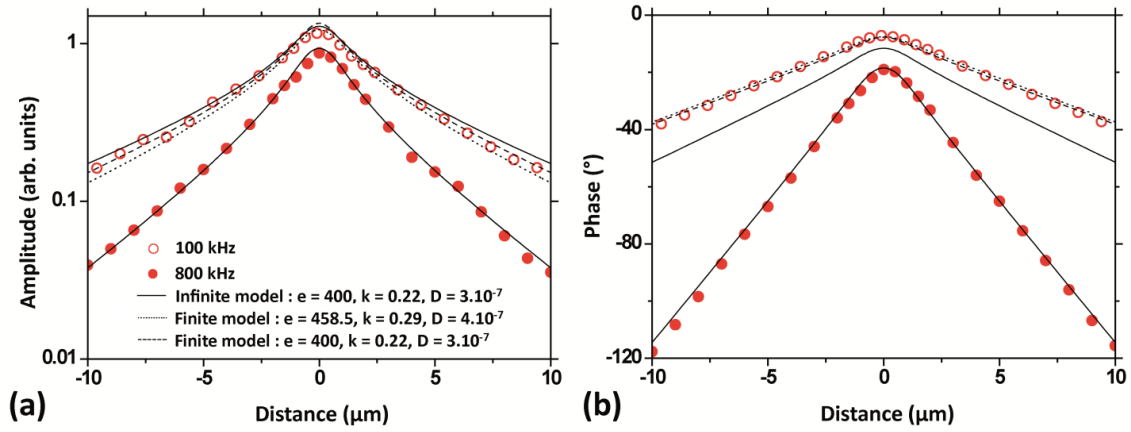 1
0.1
0.01
Amplitude (arb. units)
100 kHz
800 kHz
Infinite model : e = 400, k = 0.22, D = 3.10⁻⁷
Finite model : e = 458.5, k = 0.29, D = 4.10⁻⁷
Finite model : e = 400, k = 0.22, D = 3.10⁻⁷
-10 -5 0 5 10
Distance (µm)
(a)
0
-40
-80
-120
Phase (°)
-10 -5 0 5 10
Distance (µm)
(b)